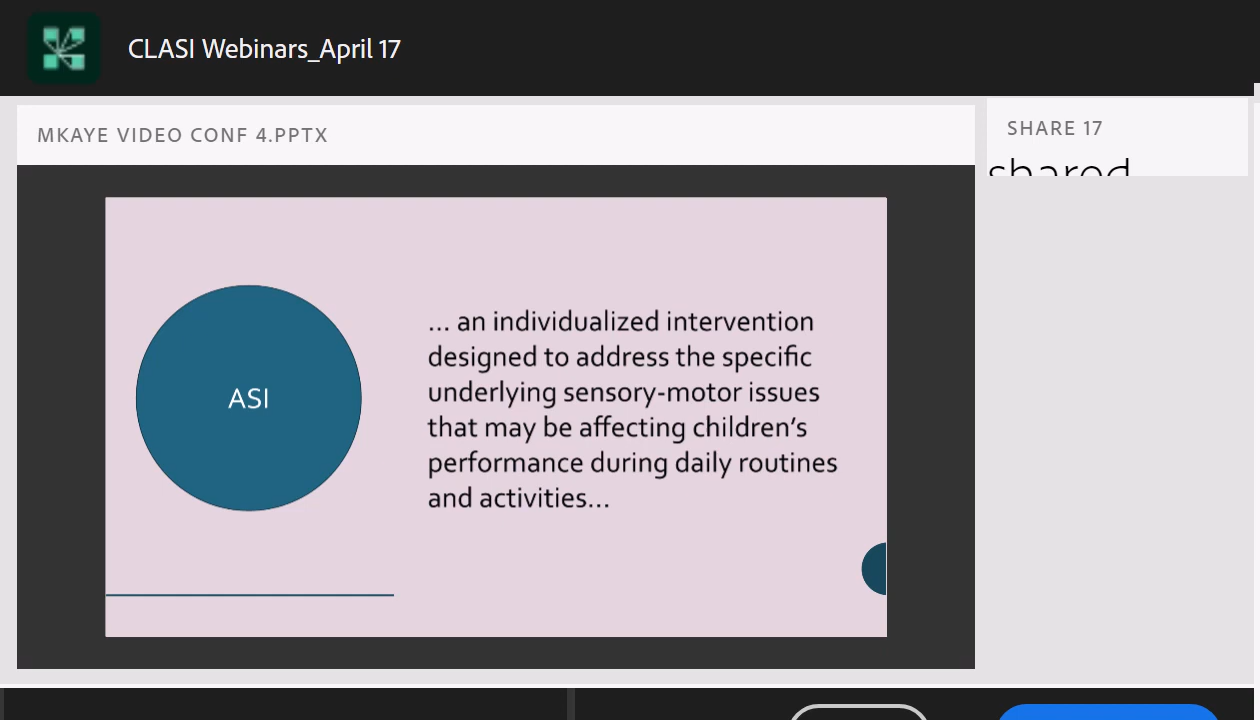 CLASI Webinars_April 17
MKAYE VIDEO CONF 4.PPTX
SHARE 17
shared
ASI
... an individualized intervention
designed to address the specific
underlying sensory-motor issues
that may be affecting children's
performance during daily routines
and activities...